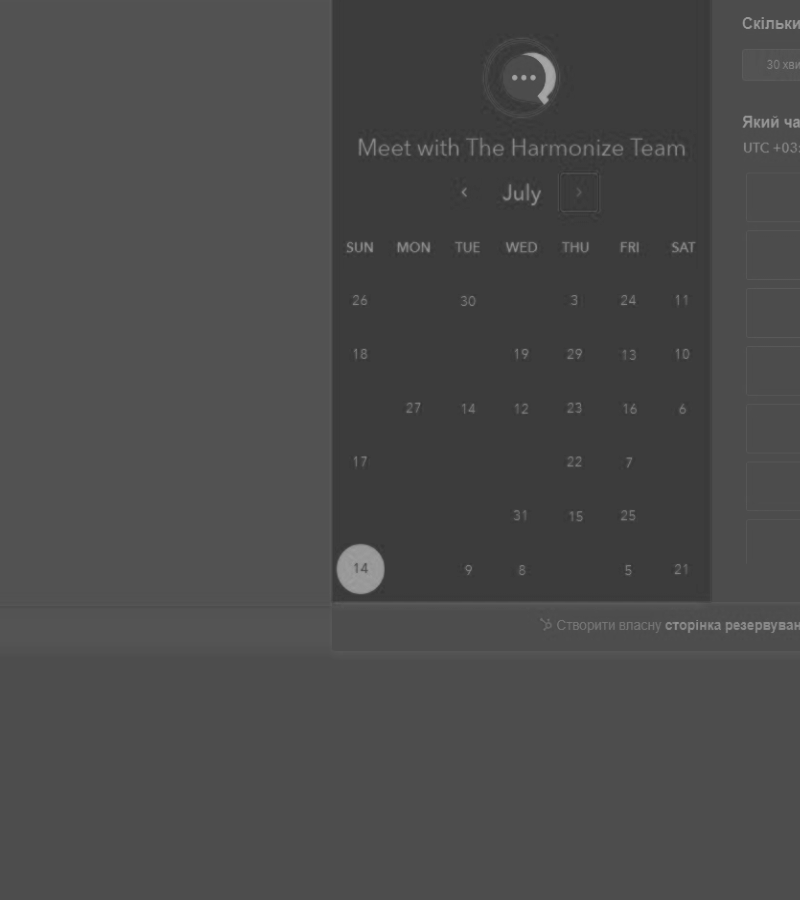 Meet with The Harmonize Team
‹ July ›
SUN MON TUE WED THU FRI SAT
26 30 3 24 11
18 19 29 13 10
27 14 12 23 16 6
17 22 7
31 15 25
14 9 8 5 21
Скільки
30 хви
Який ча
UTC +03:
Створити власну сторінка резервуван